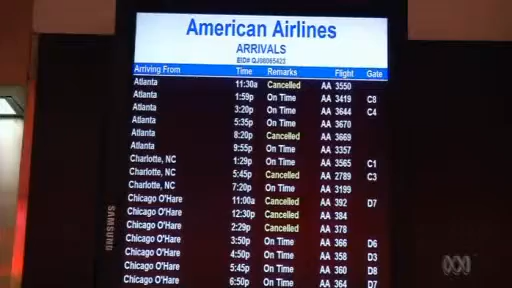 American Airlines
ARRIVALS
EID# QJ08065423
Arriving From Time Remarks Flight Gate
Atlanta 11:30a Cancelled AA 3550
Atlanta 1:59p On Time AA 3419 C8
Atlanta 3:20p On Time AA 3644 C4
Atlanta 5:35p On Time AA 3670
Atlanta 8:20p Cancelled AA 3669
Atlanta 9:55p On Time AA 3357
Charlotte, NC 1:29p On Time AA 3565 C1
Charlotte, NC 5:45p Cancelled AA 2789 C3
Charlotte, NC 7:20p On Time AA 3199
Chicago O'Hare 11:00a Cancelled AA 392 D7
Chicago O'Hare 12:30p Cancelled AA 384
Chicago O'Hare 2:29p Cancelled AA 378
Chicago O'Hare 3:50p On Time AA 366 D6
Chicago O'Hare 4:50p On Time AA 358 D3
Chicago O'Hare 5:45p On Time AA 360 D8
Chicago O'Hare 6:50p On Time AA 364 D7
SAMSUNG
abc